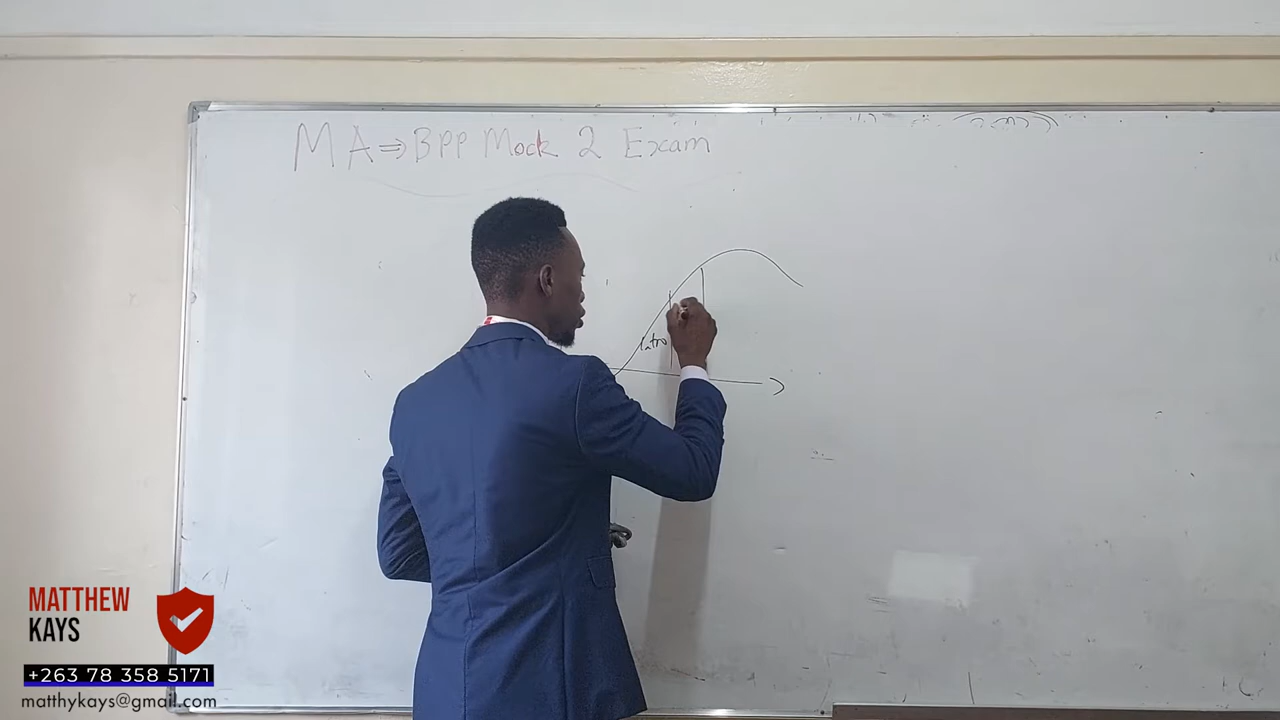 MA⇒BPP Mock 2 Exam
Intro
MATTHEW
KAYS
+263 78 358 5171
matthykays@gmail.com